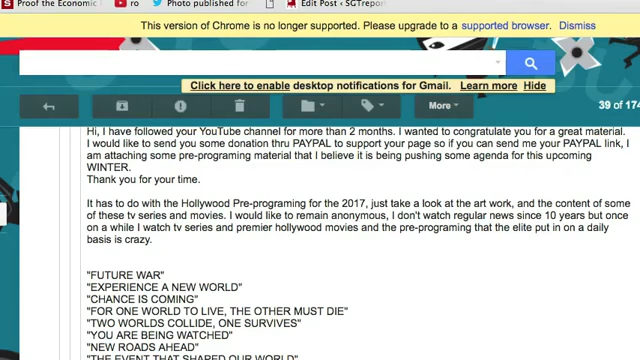 Proof the Economic
ro
Photo published for
Edit Post ‹ SGTreport
This version of Chrome is no longer supported. Please upgrade to a supported browser. Dismiss
Click here to enable desktop notifications for Gmail. Learn more Hide
More
39 of 174
Hi, I have followed your YouTube channel for more than 2 months. I wanted to congratulate you for a great material.
I would like to send you some donation thru PAYPAL to support your page so if you can send me your PAYPAL link, I
am attaching some pre-programing material that I believe it is being pushing some agenda for this upcoming
WINTER.
Thank you for your time.
It has to do with the Hollywood Pre-programing for the 2017, just take a look at the art work, and the content of some
of these tv series and movies. I would like to remain anonymous, I don't watch regular news since 10 years but once
on a while I watch tv series and premier hollywood movies and the pre-programing that the elite put in on a daily
basis is crazy.
"FUTURE WAR"
"EXPERIENCE A NEW WORLD"
"CHANCE IS COMING"
"FOR ONE WORLD TO LIVE, THE OTHER MUST DIE"
"TWO WORLDS COLLIDE, ONE SURVIVES"
"YOU ARE BEING WATCHED"
"NEW ROADS AHEAD"
"THE EVENT THAT SHAPED OUR WORLD"